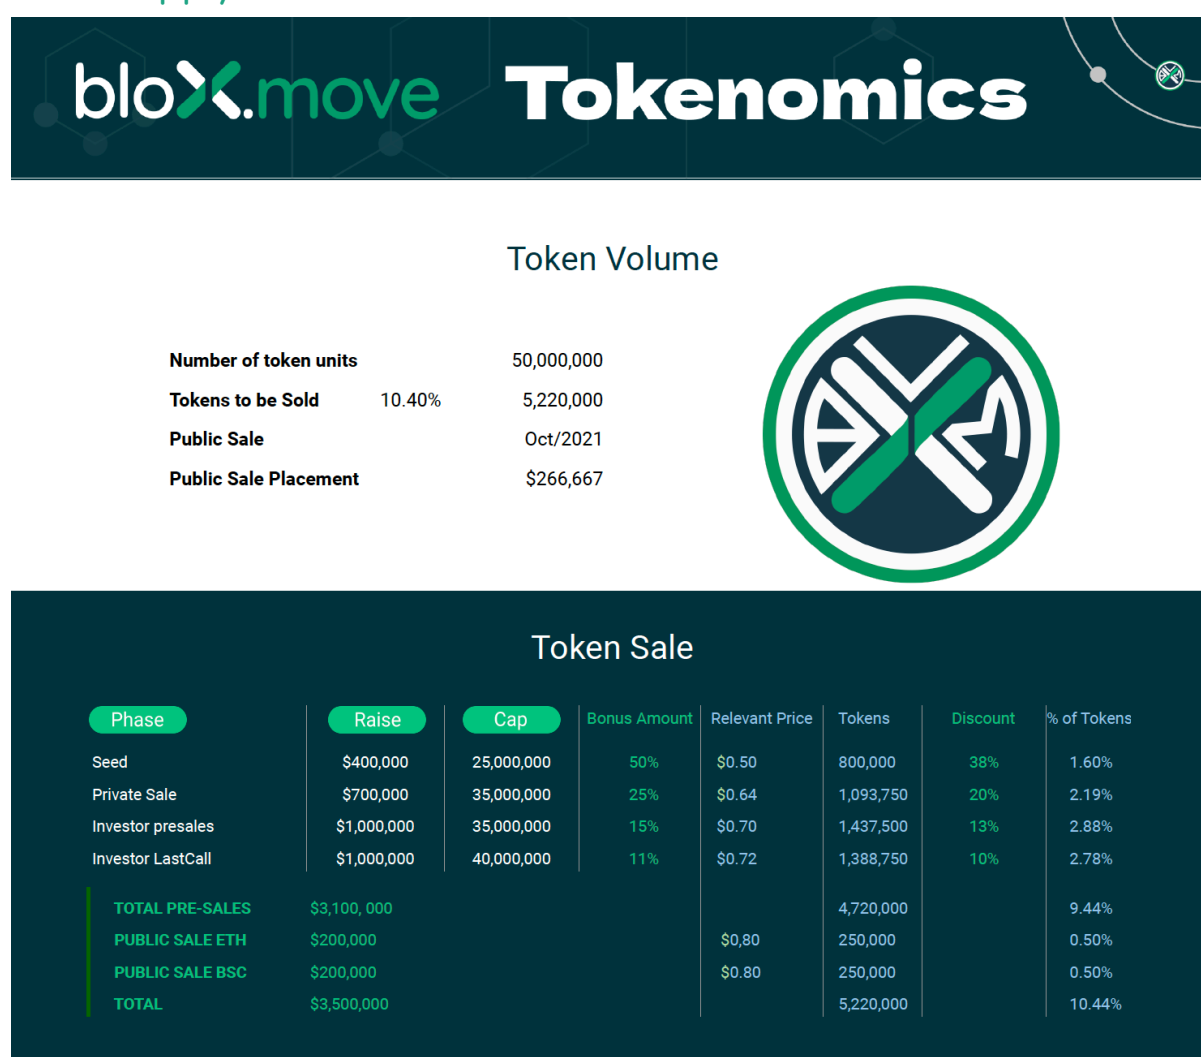 bloX.move Tokenomics
Token Volume
Number of token units 50,000,000
Tokens to be Sold 10.40% 5,220,000
Public Sale Oct/2021
Public Sale Placement $266,667
Token Sale
Phase Raise Cap Bonus Amount Relevant Price Tokens Discount % of Tokens
Seed $400,000 25,000,000 50% $0.50 800,000 38% 1.60%
Private Sale $700,000 35,000,000 25% $0.64 1,093,750 20% 2.19%
Investor presales $1,000,000 35,000,000 15% $0.70 1,437,500 13% 2.88%
Investor LastCall $1,000,000 40,000,000 11% $0.72 1,388,750 10% 2.78%
TOTAL PRE-SALES $3,100, 000 4,720,000 9.44%
PUBLIC SALE ETH $200,000 $0,80 250,000 0.50%
PUBLIC SALE BSC $200,000 $0.80 250,000 0.50%
TOTAL $3,500,000 5,220,000 10.44%